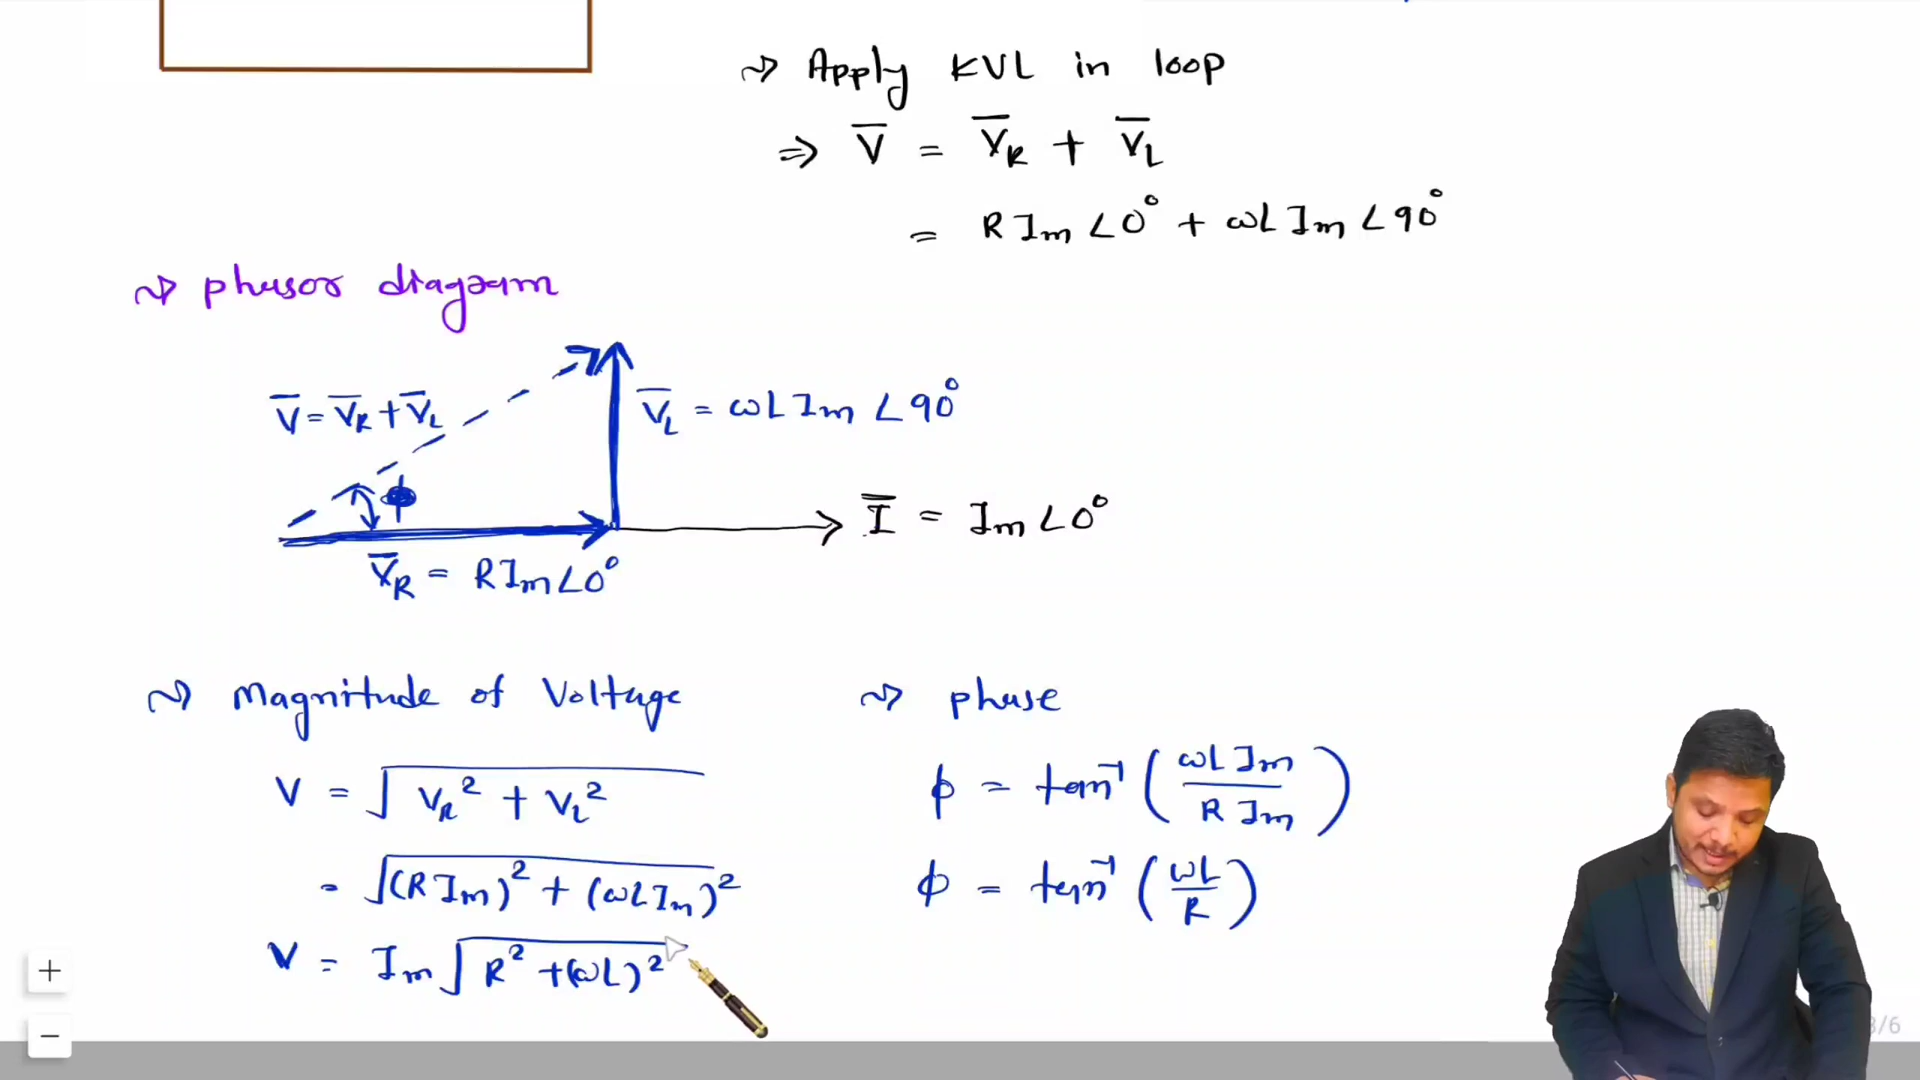 ⇝ Apply KVL in loop
⇒ V̅ = V̅R + V̅L
= R Im ∠0° + ωL Im ∠90°
⇝ phasor diagram
V̅ = V̅R + V̅L
V̅L = ωL Im ∠90°
ϕ
I̅ = Im ∠0°
V̅R = R Im ∠0°
⇝ Magnitude of Voltage
V = √(VR² + VL²)
= √((R Im)² + (ωL Im)²)
V = Im √(R² + (ωL)²)
⇝ phase
ϕ = tan⁻¹ (ωL Im / R Im)
ϕ = tan⁻¹ (ωL / R)
+
−
/6